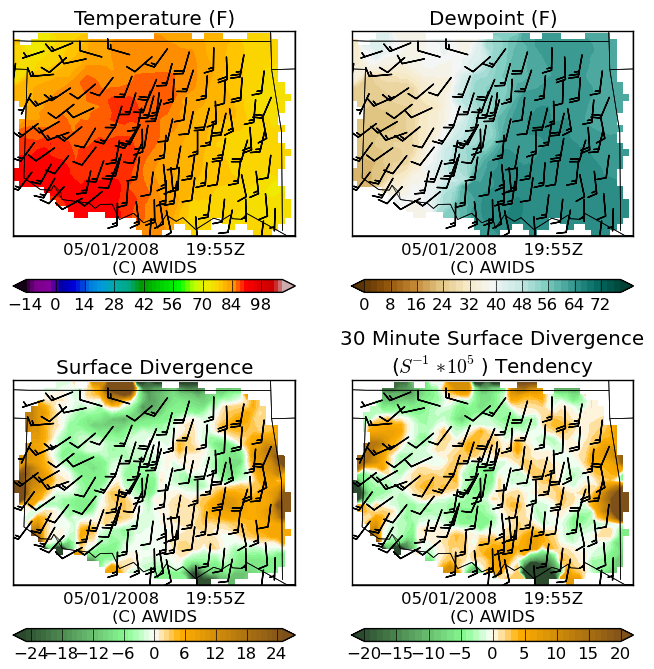 Temperature (F)
Dewpoint (F)
05/01/2008 19:55Z
(C) AWIDS
05/01/2008 19:55Z
(C) AWIDS
−14 0 14 28 42 56 70 84 98
0 8 16 24 32 40 48 56 64 72
Surface Divergence
30 Minute Surface Divergence
(S^{-1} *10^5 ) Tendency
05/01/2008 19:55Z
(C) AWIDS
05/01/2008 19:55Z
(C) AWIDS
−24 −18 −12 −6 0 6 12 18 24
−20 −15 −10 −5 0 5 10 15 20